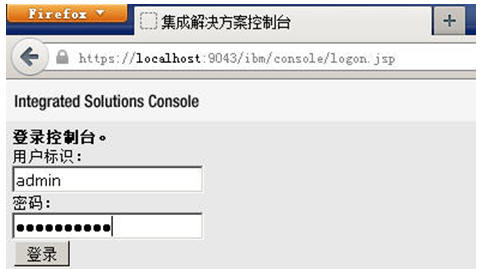 Firefox
集成解决方案控制台
https://localhost:9043/ibm/console/logon.jsp
Integrated Solutions Console
登录控制台。
用户标识：
admin
密码：
●●●●●●●●●●
登录